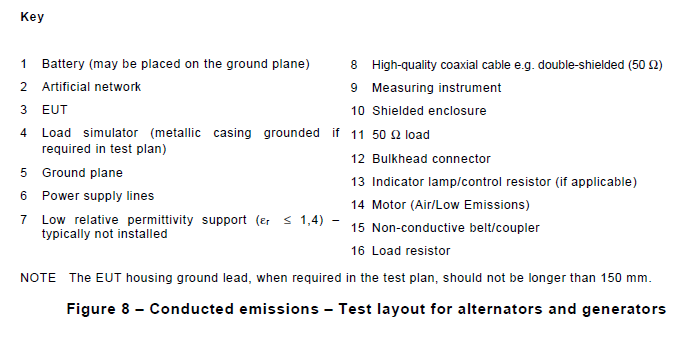 Key
1 Battery (may be placed on the ground plane)
2 Artificial network
3 EUT
4 Load simulator (metallic casing grounded if
required in test plan)
5 Ground plane
6 Power supply lines
7 Low relative permittivity support (εr ≤ 1,4) –
typically not installed
8 High-quality coaxial cable e.g. double-shielded (50 Ω)
9 Measuring instrument
10 Shielded enclosure
11 50 Ω load
12 Bulkhead connector
13 Indicator lamp/control resistor (if applicable)
14 Motor (Air/Low Emissions)
15 Non-conductive belt/coupler
16 Load resistor
NOTE The EUT housing ground lead, when required in the test plan, should not be longer than 150 mm.
Figure 8 – Conducted emissions – Test layout for alternators and generators